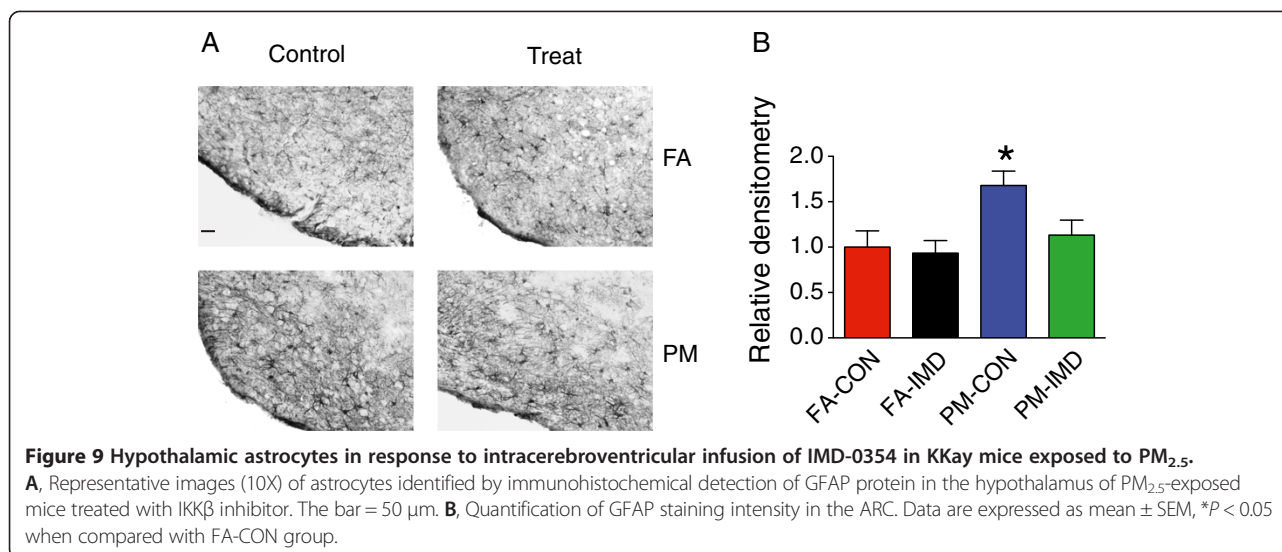 A
Control
Treat
FA
PM
B
Relative densitometry
2.0
1.5
1.0
0.5
0.0
*
FA-CON
FA-IMD
PM-CON
PM-IMD
Figure 9 Hypothalamic astrocytes in response to intracerebroventricular infusion of IMD-0354 in KKay mice exposed to PM2.5.
A, Representative images (10X) of astrocytes identified by immunohistochemical detection of GFAP protein in the hypothalamus of PM2.5-exposed
mice treated with IKKβ inhibitor. The bar = 50 μm. B, Quantification of GFAP staining intensity in the ARC. Data are expressed as mean ± SEM, *P < 0.05
when compared with FA-CON group.